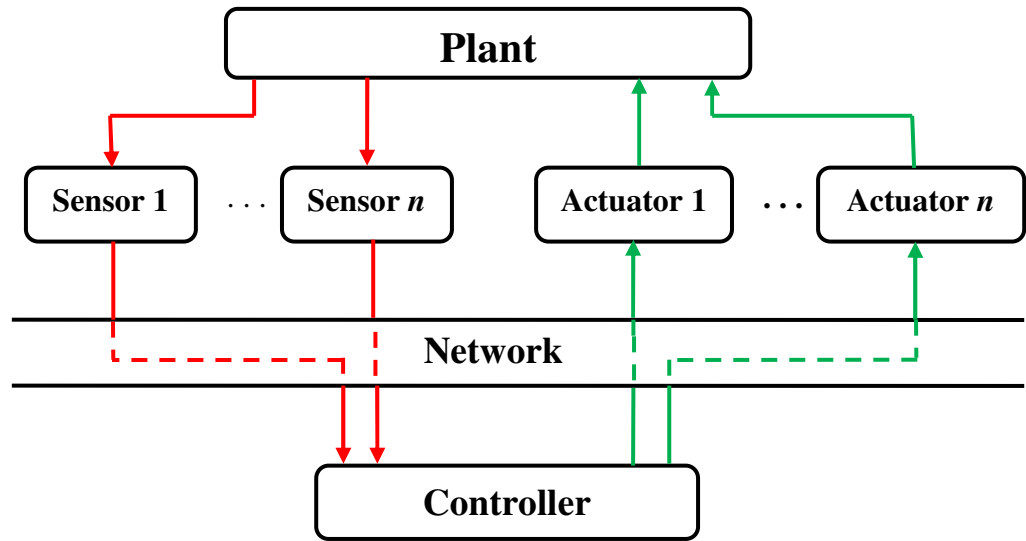 Plant
Sensor 1 . . . Sensor n Actuator 1 . . . Actuator n
Network
Controller